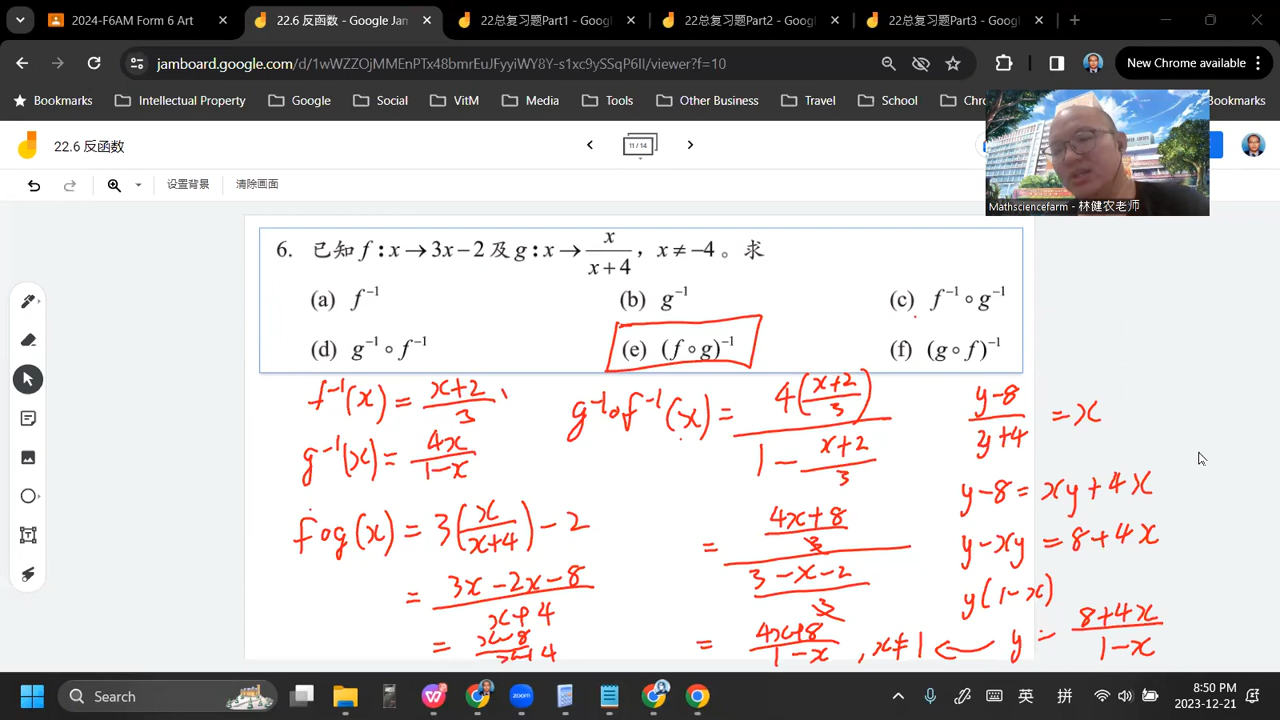 2024-F6AM Form 6 Art
22.6 反函数 - Google Jam
22总复习题Part1 - Googl
22总复习题Part2 - Googl
22总复习题Part3 - Googl
jamboard.google.com/d/1wWZZOjMMEnPTx48bmrEuJFyyiWY8Y-s1xc9ySSqP6II/viewer?f=10
New Chrome available
Bookmarks Intellectual Property Google Social VitM Media Tools Other Business Travel School Chr Bookmarks
22.6 反函数
11 / 14
Mathsciencefarm - 林健农老师
设置背景 清除画面
6. 已知 f : x → 3x − 2 及 g : x → x/(x + 4) , x ≠ −4 。求
(a) f⁻¹ (b) g⁻¹ (c) f⁻¹ ∘ g⁻¹
(d) g⁻¹ ∘ f⁻¹ (e) (f ∘ g)⁻¹ (f) (g ∘ f)⁻¹
f⁻¹(x) = (x+2)/3
g⁻¹(x) = 4x/(1−x)
fog(x) = 3(x/(x+4)) − 2
= (3x − 2x − 8)/(x+4)
= (x−8)/(x+4)
g⁻¹of⁻¹(x) = 4((x+2)/3)/(1 − (x+2)/3)
= ((4x+8)/3)/((3−x−2)/3)
= (4x+8)/(1−x) , x≠1 ←
(y−8)/(y+4) = x
y−8 = xy+4x
y−xy = 8+4x
y(1−x)
y = (8+4x)/(1−x)
Search
英 拼
8:50 PM
2023-12-21